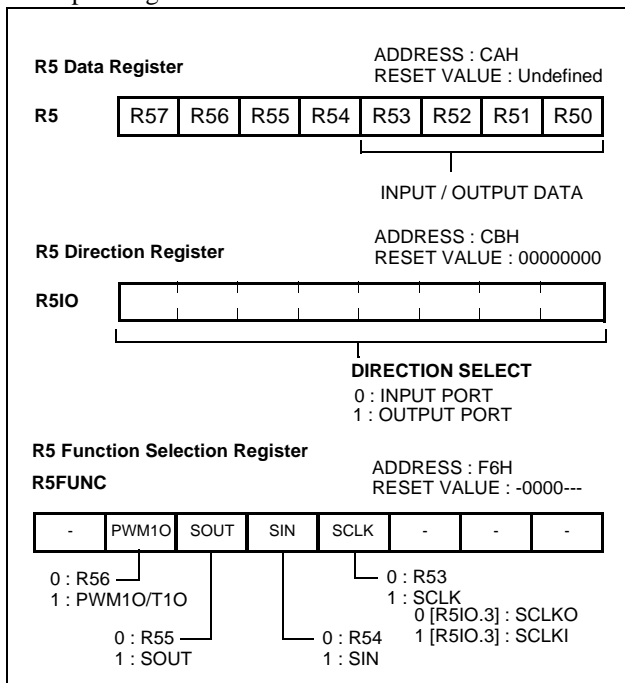 R5 Data Register
ADDRESS : CAH
RESET VALUE : Undefined
R5
R57 R56 R55 R54 R53 R52 R51 R50
INPUT / OUTPUT DATA
R5 Direction Register
ADDRESS : CBH
RESET VALUE : 00000000
R5IO
DIRECTION SELECT
0 : INPUT PORT
1 : OUTPUT PORT
R5 Function Selection Register
R5FUNC
ADDRESS : F6H
RESET VALUE : -0000---
- PWM1O SOUT SIN SCLK - - -
0 : R56
1 : PWM1O/T1O
0 : R55
1 : SOUT
0 : R54
1 : SIN
0 : R53
1 : SCLK
0 [R5IO.3] : SCLKO
1 [R5IO.3] : SCLKI